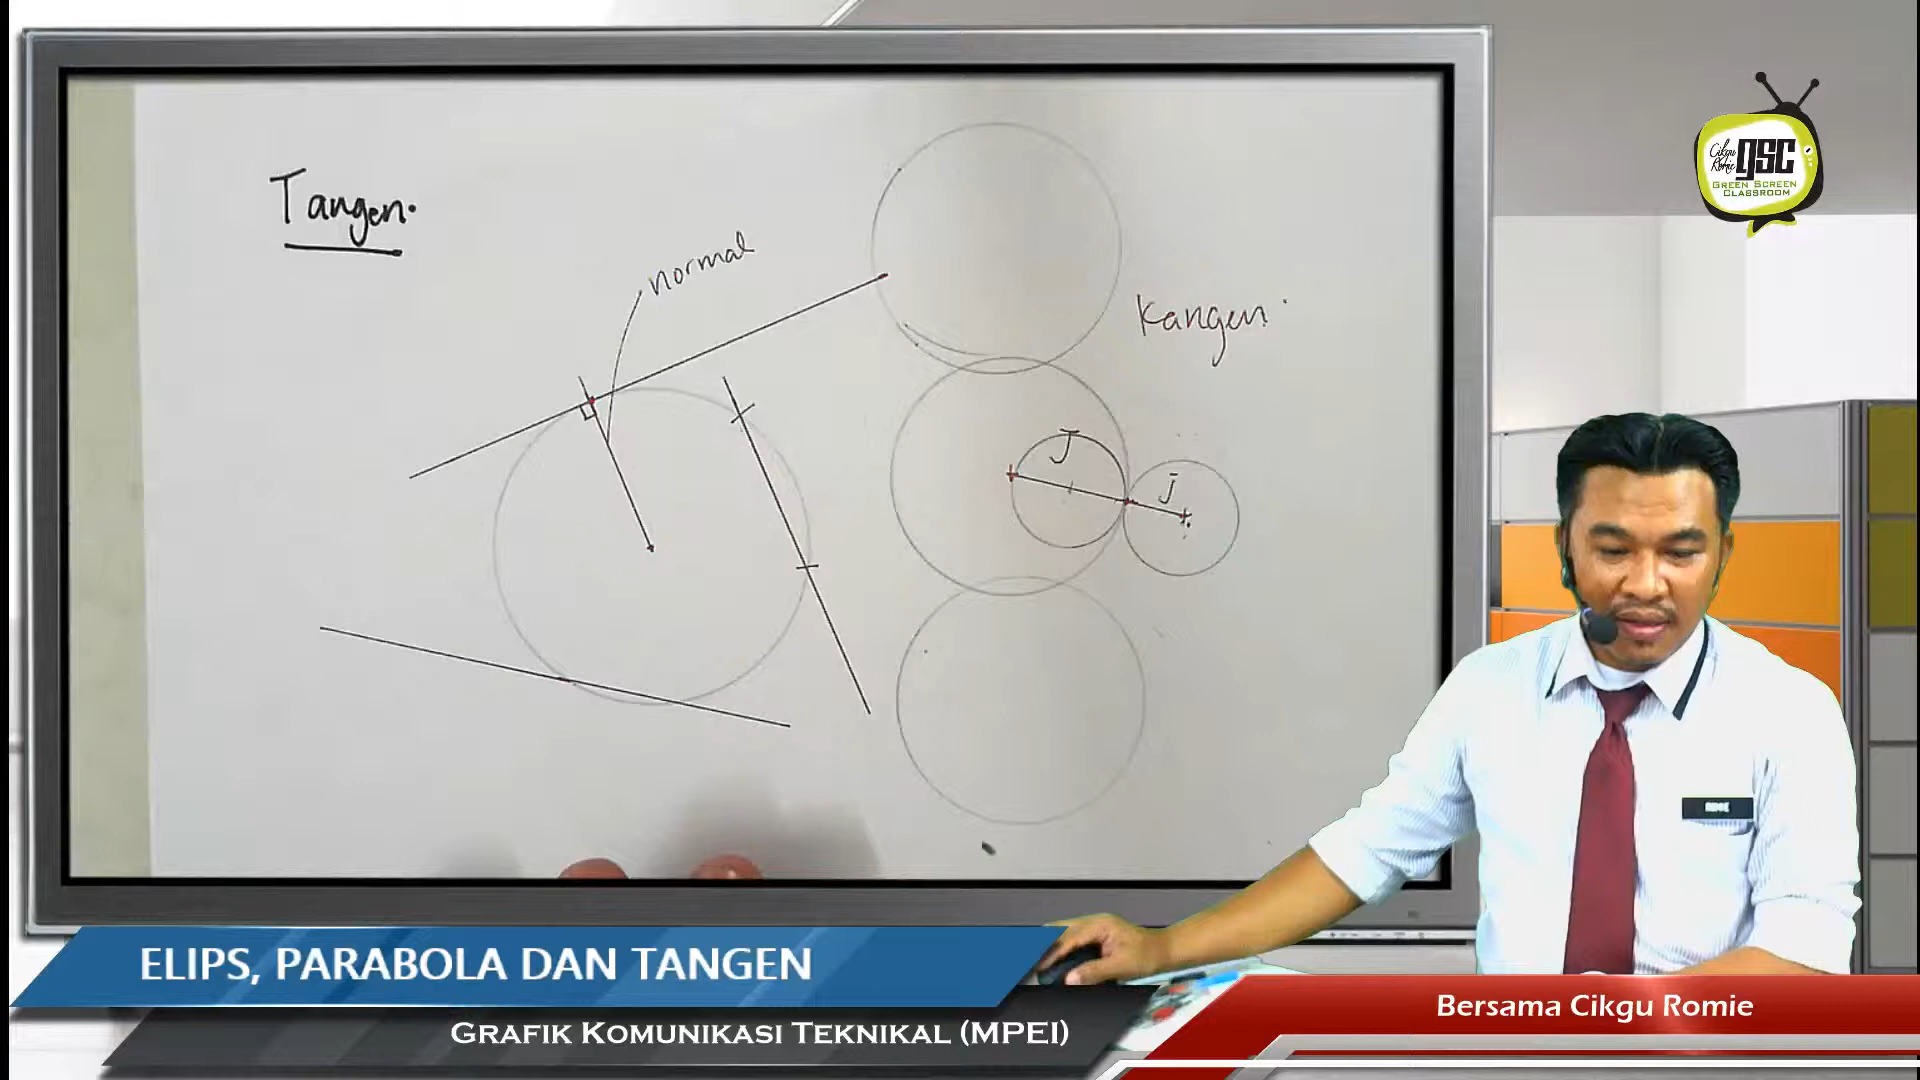 Tangen.
normal
Kangen.
J
j
Cikgu
Romie
GSC
GREEN SCREEN
CLASSROOM
ELIPS, PARABOLA DAN TANGEN
GRAFIK KOMUNIKASI TEKNIKAL (MPEI)
Bersama Cikgu Romie